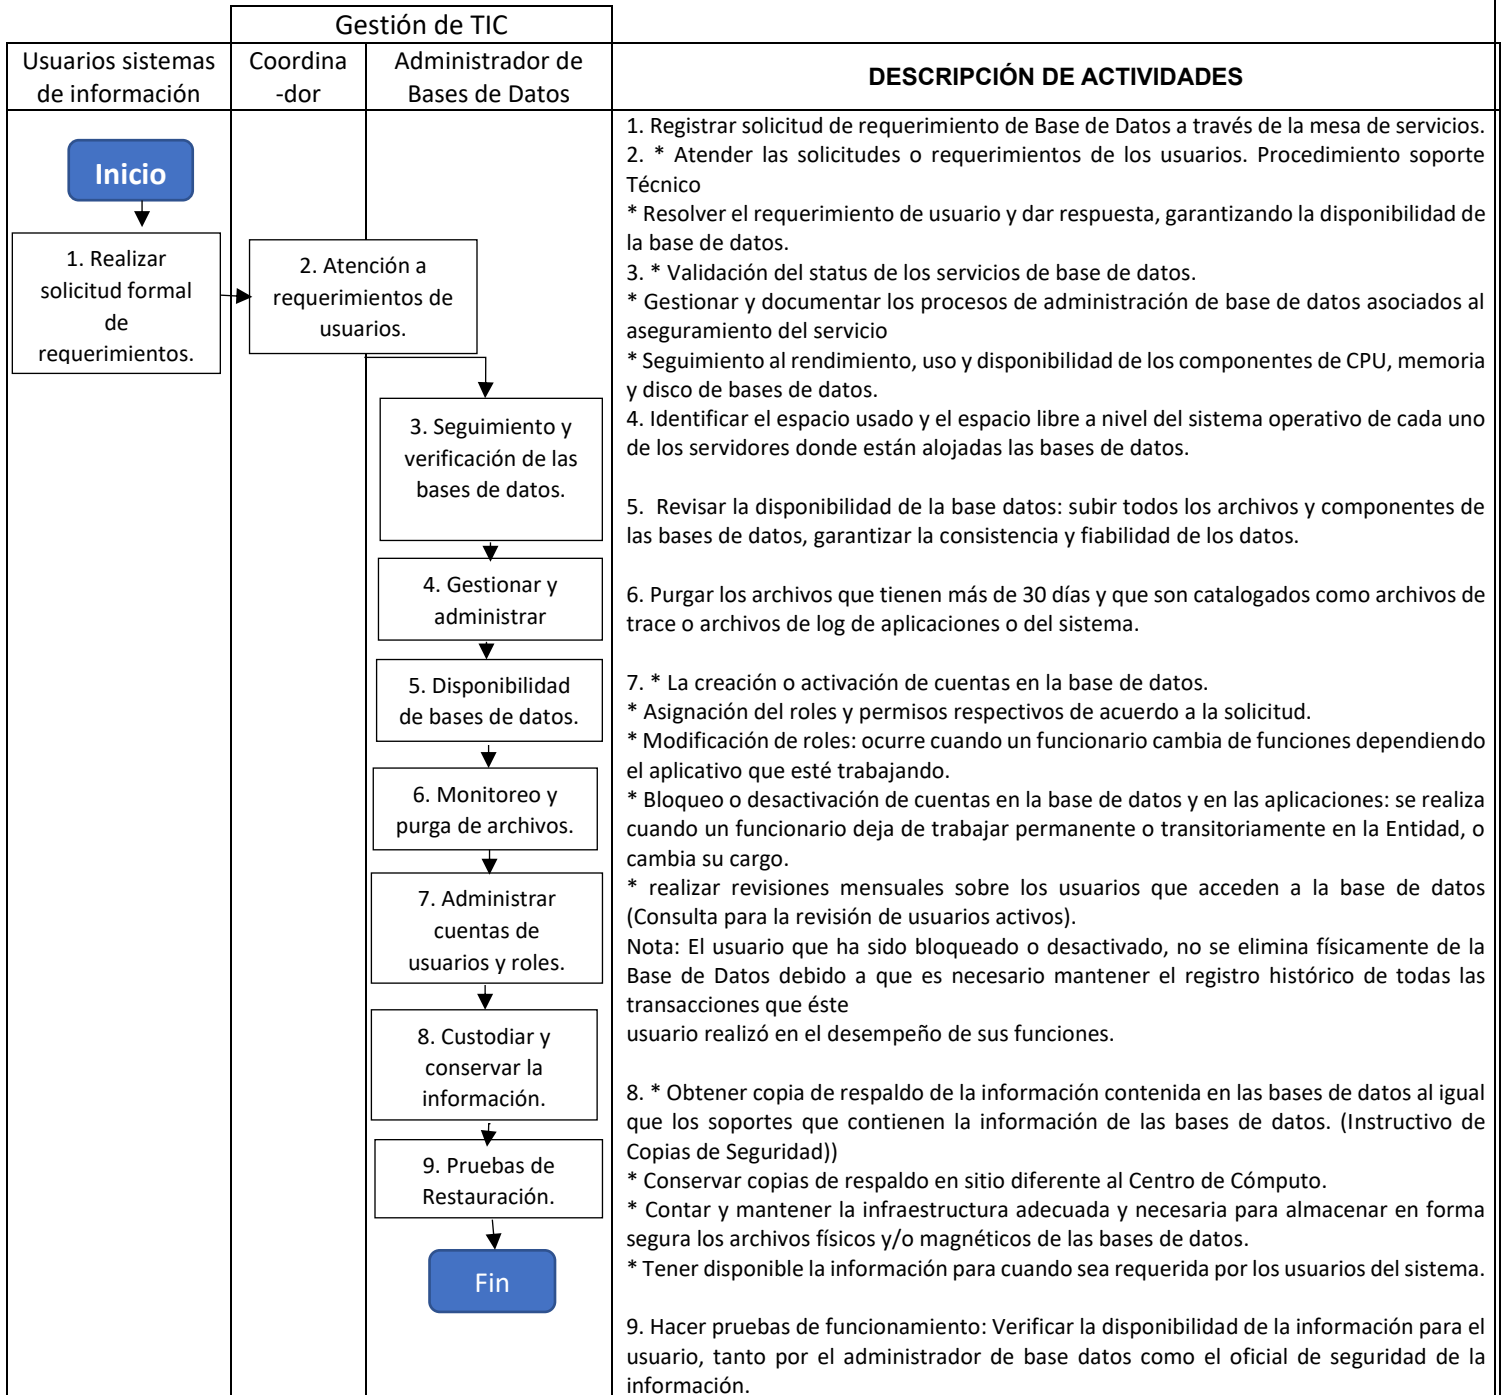 Gestión de TIC
Usuarios sistemas
de información
Coordina
-dor
Administrador de
Bases de Datos
DESCRIPCIÓN DE ACTIVIDADES
Inicio
1. Realizar
solicitud formal
de
requerimientos.
2. Atención a
requerimientos de
usuarios.
3. Seguimiento y
verificación de las
bases de datos.
4. Gestionar y
administrar
5. Disponibilidad
de bases de datos.
6. Monitoreo y
purga de archivos.
7. Administrar
cuentas de
usuarios y roles.
8. Custodiar y
conservar la
información.
9. Pruebas de
Restauración.
Fin
1. Registrar solicitud de requerimiento de Base de Datos a través de la mesa de servicios.
2. * Atender las solicitudes o requerimientos de los usuarios. Procedimiento soporte
Técnico
* Resolver el requerimiento de usuario y dar respuesta, garantizando la disponibilidad de
la base de datos.
3. * Validación del status de los servicios de base de datos.
* Gestionar y documentar los procesos de administración de base de datos asociados al
aseguramiento del servicio
* Seguimiento al rendimiento, uso y disponibilidad de los componentes de CPU, memoria
y disco de bases de datos.
4. Identificar el espacio usado y el espacio libre a nivel del sistema operativo de cada uno
de los servidores donde están alojadas las bases de datos.
5. Revisar la disponibilidad de la base datos: subir todos los archivos y componentes de
las bases de datos, garantizar la consistencia y fiabilidad de los datos.
6. Purgar los archivos que tienen más de 30 días y que son catalogados como archivos de
trace o archivos de log de aplicaciones o del sistema.
7. * La creación o activación de cuentas en la base de datos.
* Asignación del roles y permisos respectivos de acuerdo a la solicitud.
* Modificación de roles: ocurre cuando un funcionario cambia de funciones dependiendo
el aplicativo que esté trabajando.
* Bloqueo o desactivación de cuentas en la base de datos y en las aplicaciones: se realiza
cuando un funcionario deja de trabajar permanente o transitoriamente en la Entidad, o
cambia su cargo.
* realizar revisiones mensuales sobre los usuarios que acceden a la base de datos
(Consulta para la revisión de usuarios activos).
Nota: El usuario que ha sido bloqueado o desactivado, no se elimina físicamente de la
Base de Datos debido a que es necesario mantener el registro histórico de todas las
transacciones que éste
usuario realizó en el desempeño de sus funciones.
8. * Obtener copia de respaldo de la información contenida en las bases de datos al igual
que los soportes que contienen la información de las bases de datos. (Instructivo de
Copias de Seguridad))
* Conservar copias de respaldo en sitio diferente al Centro de Cómputo.
* Contar y mantener la infraestructura adecuada y necesaria para almacenar en forma
segura los archivos físicos y/o magnéticos de las bases de datos.
* Tener disponible la información para cuando sea requerida por los usuarios del sistema.
9. Hacer pruebas de funcionamiento: Verificar la disponibilidad de la información para el
usuario, tanto por el administrador de base datos como el oficial de seguridad de la
información.